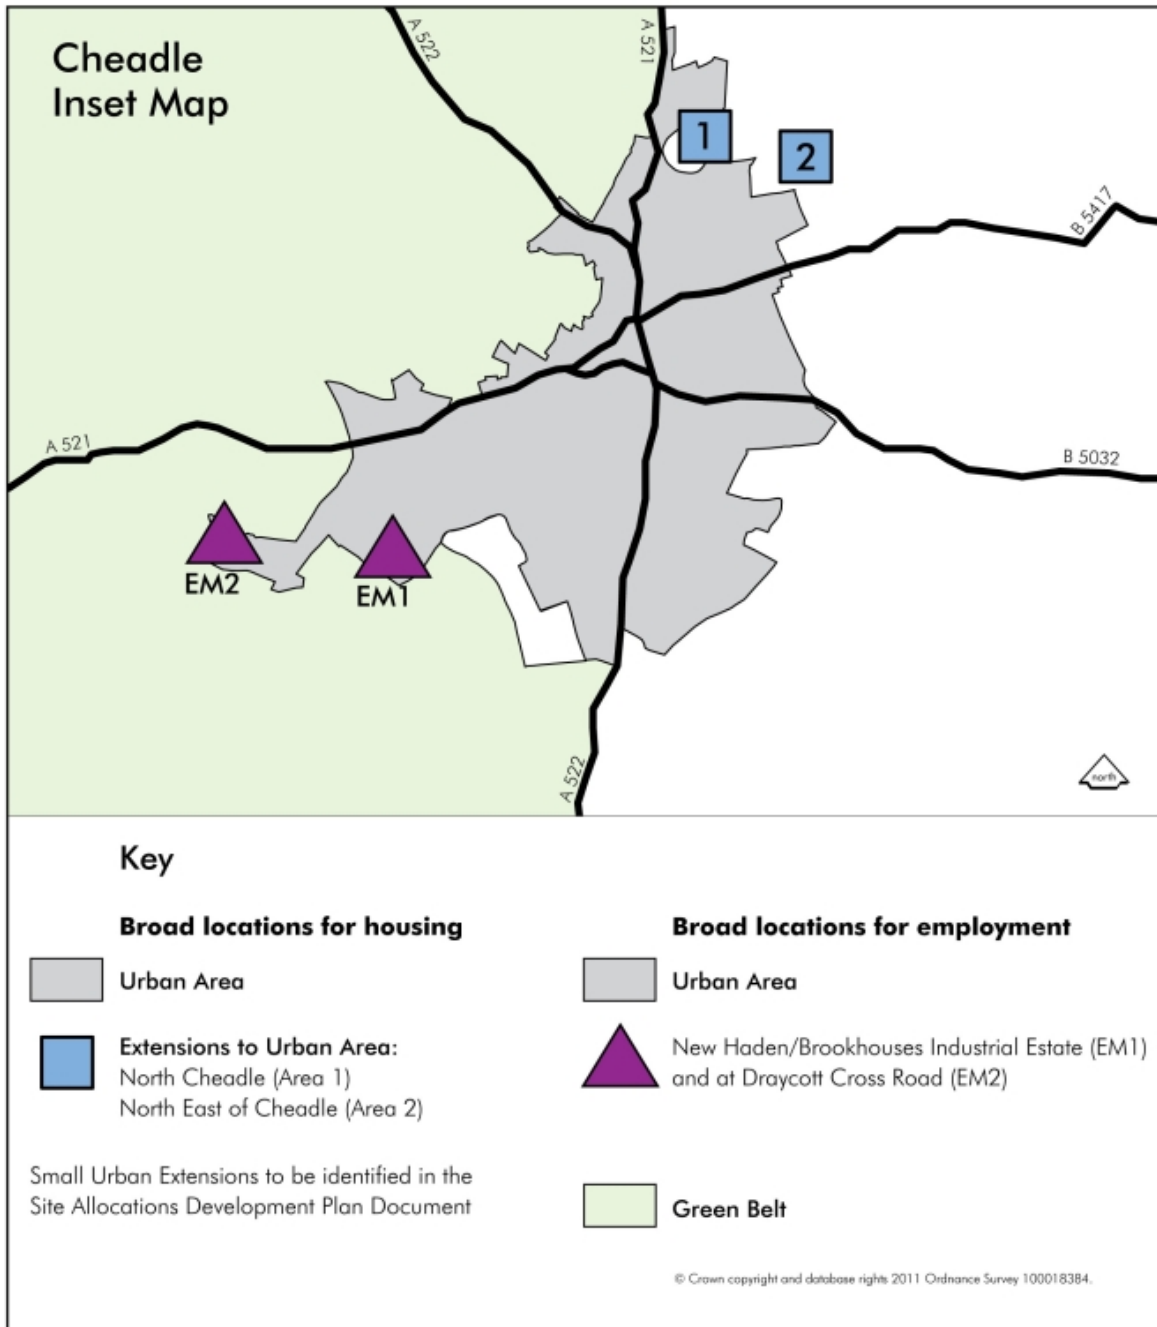 Cheadle
Inset Map
A 522
A 521
1
2
B 5417
A 521
B 5032
EM2
EM1
A 522
north
Key
Broad locations for housing
Urban Area
Extensions to Urban Area:
North Cheadle (Area 1)
North East of Cheadle (Area 2)
Small Urban Extensions to be identified in the
Site Allocations Development Plan Document
Broad locations for employment
Urban Area
New Haden/Brookhouses Industrial Estate (EM1)
and at Draycott Cross Road (EM2)
Green Belt
© Crown copyright and database rights 2011 Ordnance Survey 100018384.